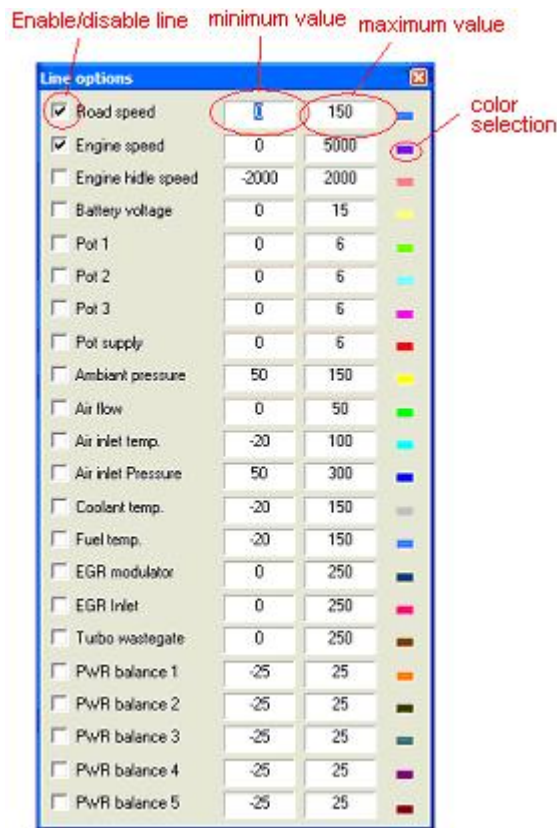 Enable/disable line minimum value maximum value
Line options
color selection
Road speed 0 150
Engine speed 0 5000
Engine hidle speed -2000 2000
Battery voltage 0 15
Pot 1 0 6
Pot 2 0 6
Pot 3 0 6
Pot supply 0 6
Ambiant pressure 50 150
Air flow 0 50
Air inlet temp. -20 100
Air inlet Pressure 50 300
Coolant temp. -20 150
Fuel temp. -20 150
EGR modulator 0 250
EGR Inlet 0 250
Turbo wastegate 0 250
PWR balance 1 -25 25
PWR balance 2 -25 25
PWR balance 3 -25 25
PWR balance 4 -25 25
PWR balance 5 -25 25